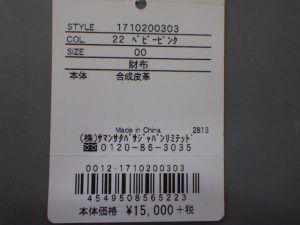 STYLE 1710200303
COL. 22 ﾍﾞﾋﾞｰﾋﾟﾝｸ
SIZE 00
財布
本体 合成皮革
Made in China 2813
(株)ｻﾏﾝｻﾀﾊﾞｻｼﾞｬﾊﾟﾝﾘﾐﾃｯﾄﾞ
0120-86-3035
0012-1710200303
4549508565223
本体価格 ¥15,000+税